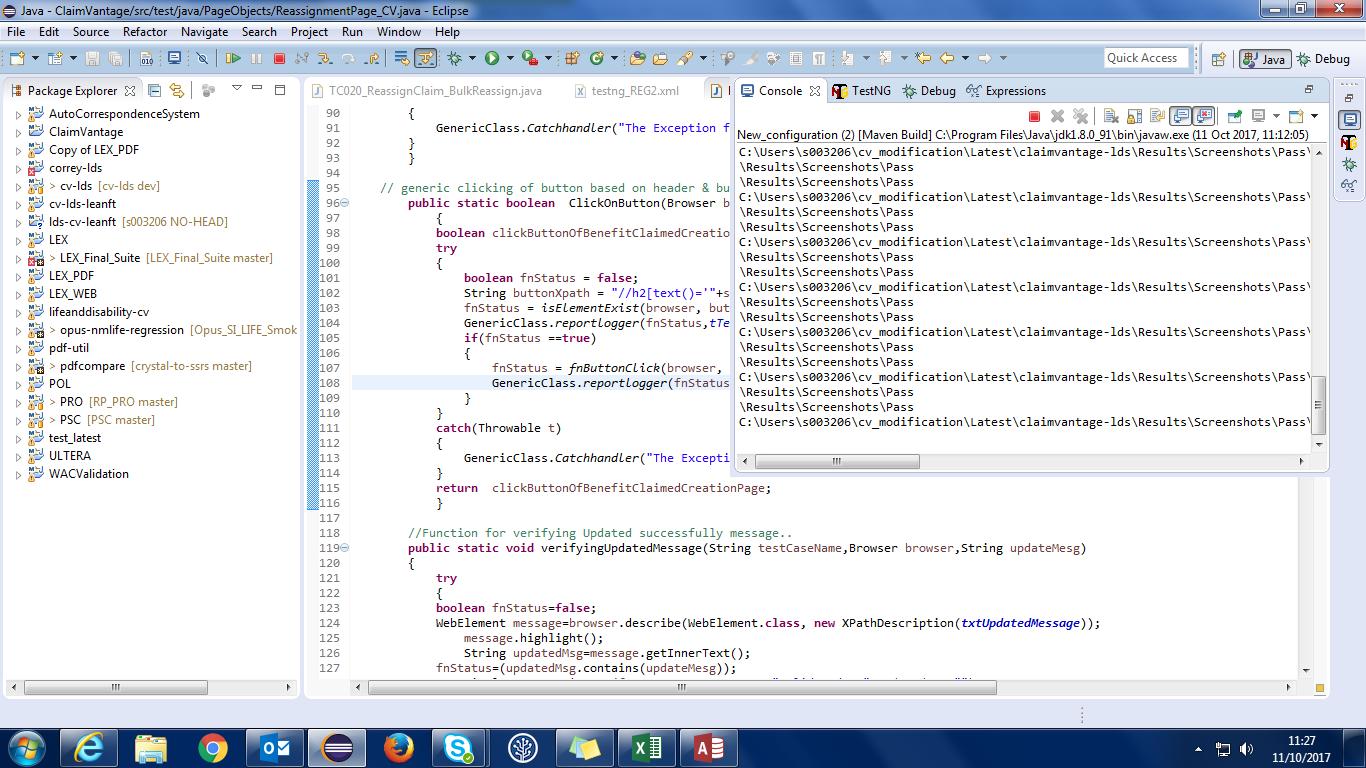 Java - ClaimVantage/src/test/java/PageObjects/ReassignmentPage_CV.java - Eclipse
File Edit Source Refactor Navigate Search Project Run Window Help
Quick Access
Java
Debug
Package Explorer
AutoCorrespondenceSystem
ClaimVantage
Copy of LEX_PDF
correy-lds
> cv-lds [cv-lds dev]
cv-lds-leanft
lds-cv-leanft [s003206 NO-HEAD]
LEX
> LEX_Final_Suite [LEX_Final_Suite master]
LEX_PDF
LEX_WEB
lifeanddisability-cv
> opus-nmlife-regression [Opus_SI_LIFE_Smok
pdf-util
> pdfcompare [crystal-to-ssrs master]
POL
> PRO [RP_PRO master]
> PSC [PSC master]
test_latest
ULTERA
WACValidation
TC020_ReassignClaim_BulkReassign.java
testng_REG2.xml
90 {
91 GenericClass.Catchhandler("The Exception f
92 }
93 }
94
95 // generic clicking of button based on header & bu
96 public static boolean ClickOnButton(Browser b
97 {
98 boolean clickButtonOfBenefitClaimedCreatio
99 try
100 {
101 boolean fnStatus = false;
102 String buttonXpath = "//h2[text()='"+s
103 fnStatus = isElementExist(browser, but
104 GenericClass.reportlogger(fnStatus,tTe
105 if(fnStatus ==true)
106 {
107 fnStatus = fnButtonClick(browser,
108 GenericClass.reportlogger(fnStatus
109 }
110 }
111 catch(Throwable t)
112 {
113 GenericClass.Catchhandler("The Excepti
114 }
115 return clickButtonOfBenefitClaimedCreationPage;
116 }
117
118 //Function for verifying Updated successfully message..
119 public static void verifyingUpdatedMessage(String testCaseName,Browser browser,String updateMesg)
120 {
121 try
122 {
123 boolean fnStatus=false;
124 WebElement message=browser.describe(WebElement.class, new XPathDescription(txtUpdatedMessage));
125 message.highlight();
126 String updatedMsg=message.getInnerText();
127 fnStatus=(updatedMsg.contains(updateMesg));
Console
TestNG
Debug
Expressions
New_configuration (2) [Maven Build] C:\Program Files\Java\jdk1.8.0_91\bin\javaw.exe (11 Oct 2017, 11:12:05)
C:\Users\s003206\cv_modification\Latest\claimvantage-lds\Results\Screenshots\Pass\
\Results\Screenshots\Pass
\Results\Screenshots\Pass
C:\Users\s003206\cv_modification\Latest\claimvantage-lds\Results\Screenshots\Pass\
\Results\Screenshots\Pass
\Results\Screenshots\Pass
C:\Users\s003206\cv_modification\Latest\claimvantage-lds\Results\Screenshots\Pass\
\Results\Screenshots\Pass
\Results\Screenshots\Pass
C:\Users\s003206\cv_modification\Latest\claimvantage-lds\Results\Screenshots\Pass\
\Results\Screenshots\Pass
\Results\Screenshots\Pass
C:\Users\s003206\cv_modification\Latest\claimvantage-lds\Results\Screenshots\Pass\
\Results\Screenshots\Pass
\Results\Screenshots\Pass
C:\Users\s003206\cv_modification\Latest\claimvantage-lds\Results\Screenshots\Pass\
\Results\Screenshots\Pass
\Results\Screenshots\Pass
C:\Users\s003206\cv_modification\Latest\claimvantage-lds\Results\Screenshots\Pass\
11:27
11/10/2017